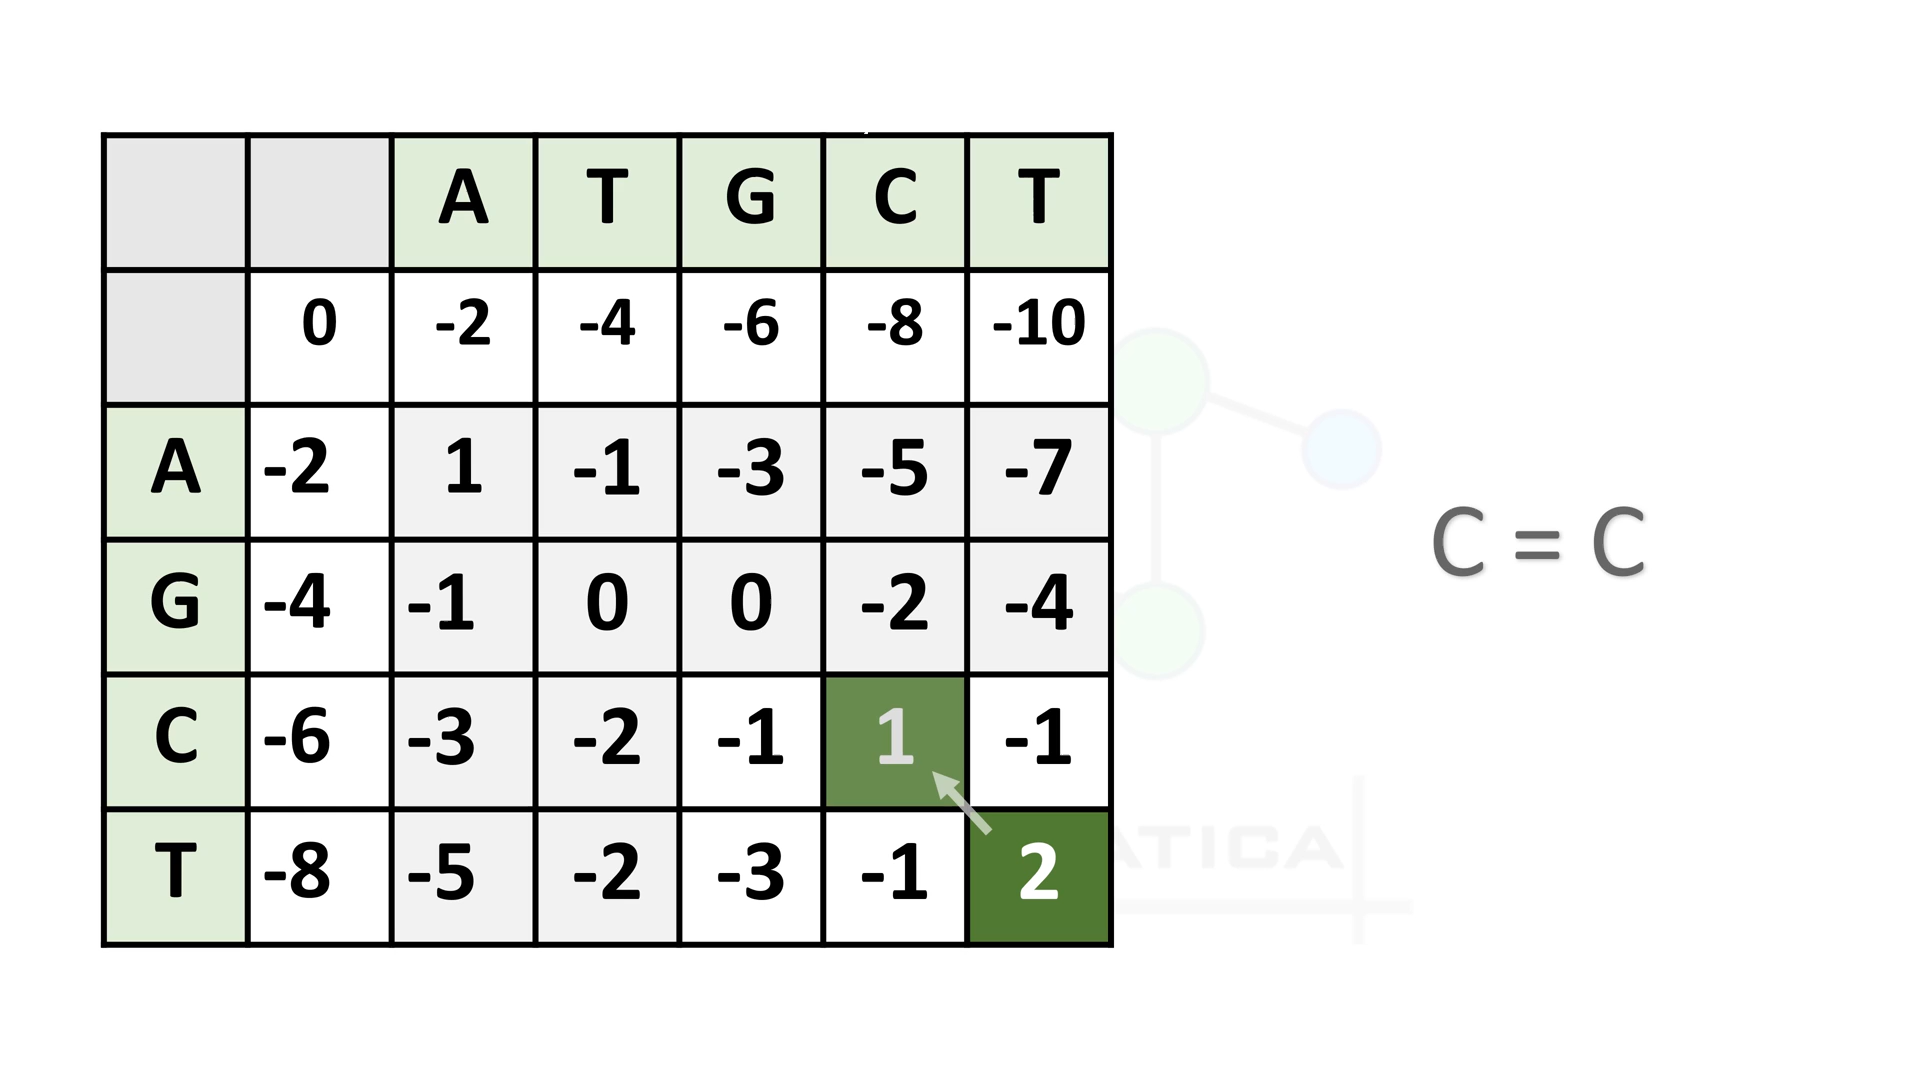 A T G C T
0 -2 -4 -6 -8 -10
A -2 1 -1 -3 -5 -7
G -4 -1 0 0 -2 -4
C -6 -3 -2 -1 1 -1
T -8 -5 -2 -3 -1 2
C = C
ATICA